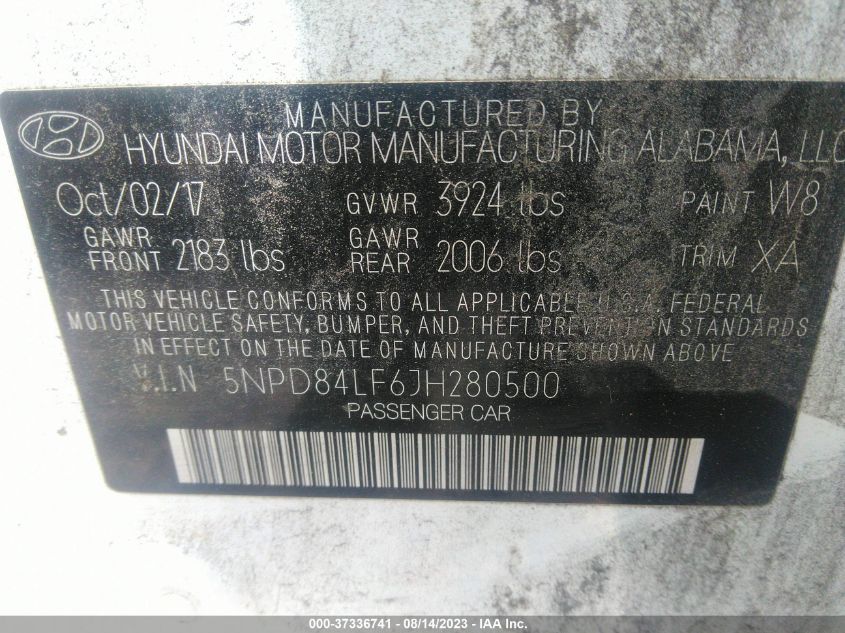 MANUFACTURED BY
HYUNDAI MOTOR MANUFACTURING ALABAMA, LLC
Oct/02/17 GVWR 3924 lbs PAINT W8
GAWR FRONT 2183 lbs GAWR REAR 2006 lbs TRIM XA
THIS VEHICLE CONFORMS TO ALL APPLICABLE U.S.A. FEDERAL
MOTOR VEHICLE SAFETY, BUMPER, AND THEFT PREVENTION STANDARDS
IN EFFECT ON THE DATE OF MANUFACTURE SHOWN ABOVE
V.I.N 5NPD84LF6JH280500
PASSENGER CAR
000-37336741 - 08/14/2023 - © IAA Inc.